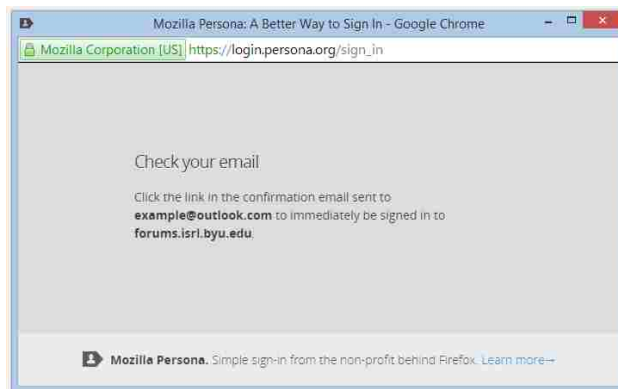 Mozilla Persona: A Better Way to Sign In - Google Chrome
Mozilla Corporation [US] https://login.persona.org/sign_in
Check your email
Click the link in the confirmation email sent to
example@outlook.com to immediately be signed in to
forums.isrl.byu.edu.
Mozilla Persona. Simple sign-in from the non-profit behind Firefox. Learn more→